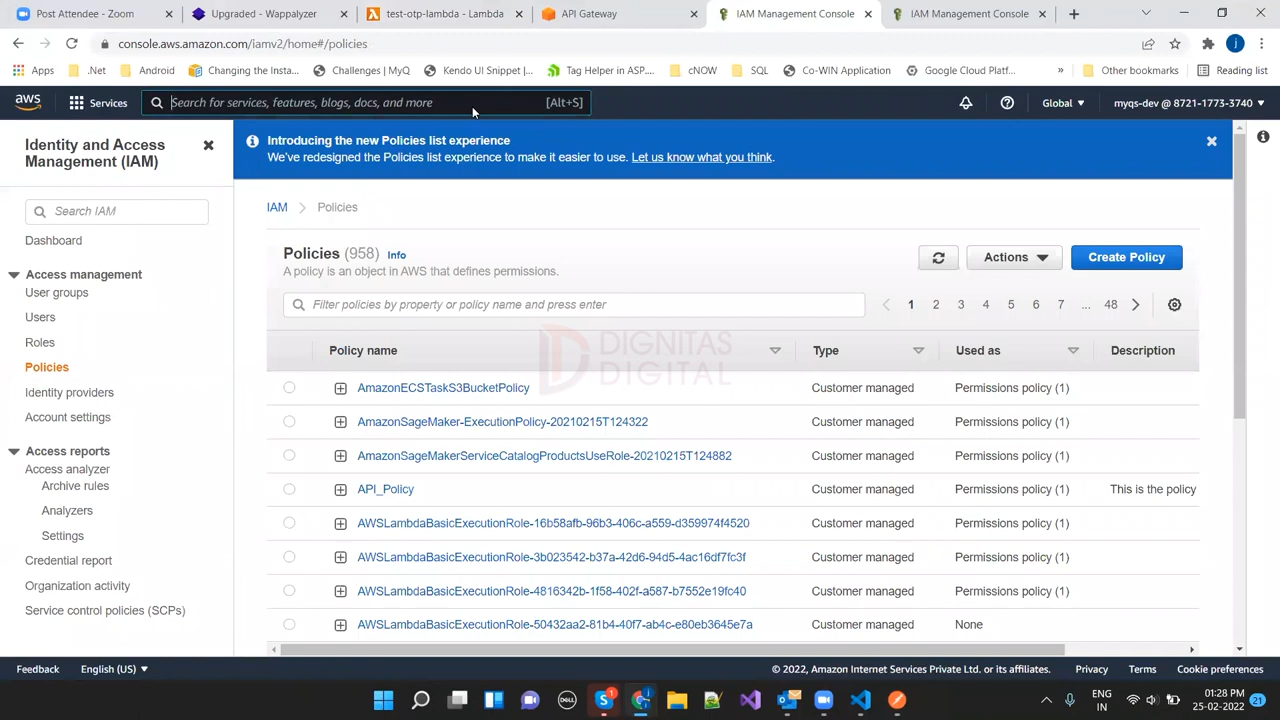 Post Attendee - Zoom
Upgraded - Wappalyzer
test-otp-lambda - Lambda
API Gateway
IAM Management Console
IAM Management Console
console.aws.amazon.com/iamv2/home#/policies
j
Apps
.Net
Android
Changing the Insta...
Challenges | MyQ
Kendo UI Snippet |...
Tag Helper in ASP....
cNOW
SQL
Co-WIN Application
Google Cloud Platf...
»
Other bookmarks
Reading list
aws
Services
Search for services, features, blogs, docs, and more
[Alt+S]
Global
myqs-dev @ 8721-1773-3740
Identity and Access
Management (IAM)
Search IAM
Dashboard
Access management
User groups
Users
Roles
Policies
Identity providers
Account settings
Access reports
Access analyzer
Archive rules
Analyzers
Settings
Credential report
Organization activity
Service control policies (SCPs)
Introducing the new Policies list experience
We've redesigned the Policies list experience to make it easier to use. Let us know what you think.
IAM
Policies
Policies (958) Info
A policy is an object in AWS that defines permissions.
Actions
Create Policy
Filter policies by property or policy name and press enter
1 2 3 4 5 6 7 ... 48
DIGNITAS
DIGITAL
Policy name Type Used as Description
AmazonECSTaskS3BucketPolicy Customer managed Permissions policy (1)
AmazonSageMaker-ExecutionPolicy-20210215T124322 Customer managed Permissions policy (1)
AmazonSageMakerServiceCatalogProductsUseRole-20210215T124882 Customer managed Permissions policy (1)
API_Policy Customer managed Permissions policy (1) This is the policy
AWSLambdaBasicExecutionRole-16b58afb-96b3-406c-a559-d359974f4520 Customer managed Permissions policy (1)
AWSLambdaBasicExecutionRole-3b023542-b37a-42d6-94d5-4ac16df7fc3f Customer managed Permissions policy (1)
AWSLambdaBasicExecutionRole-4816342b-1f58-402f-a587-b7552e19fc40 Customer managed Permissions policy (1)
AWSLambdaBasicExecutionRole-50432aa2-81b4-40f7-ab4c-e80eb3645e7a Customer managed None
Feedback
English (US)
© 2022, Amazon Internet Services Private Ltd. or its affiliates.
Privacy
Terms
Cookie preferences
DELL
S
1
ENG
IN
01:28 PM
25-02-2022
21